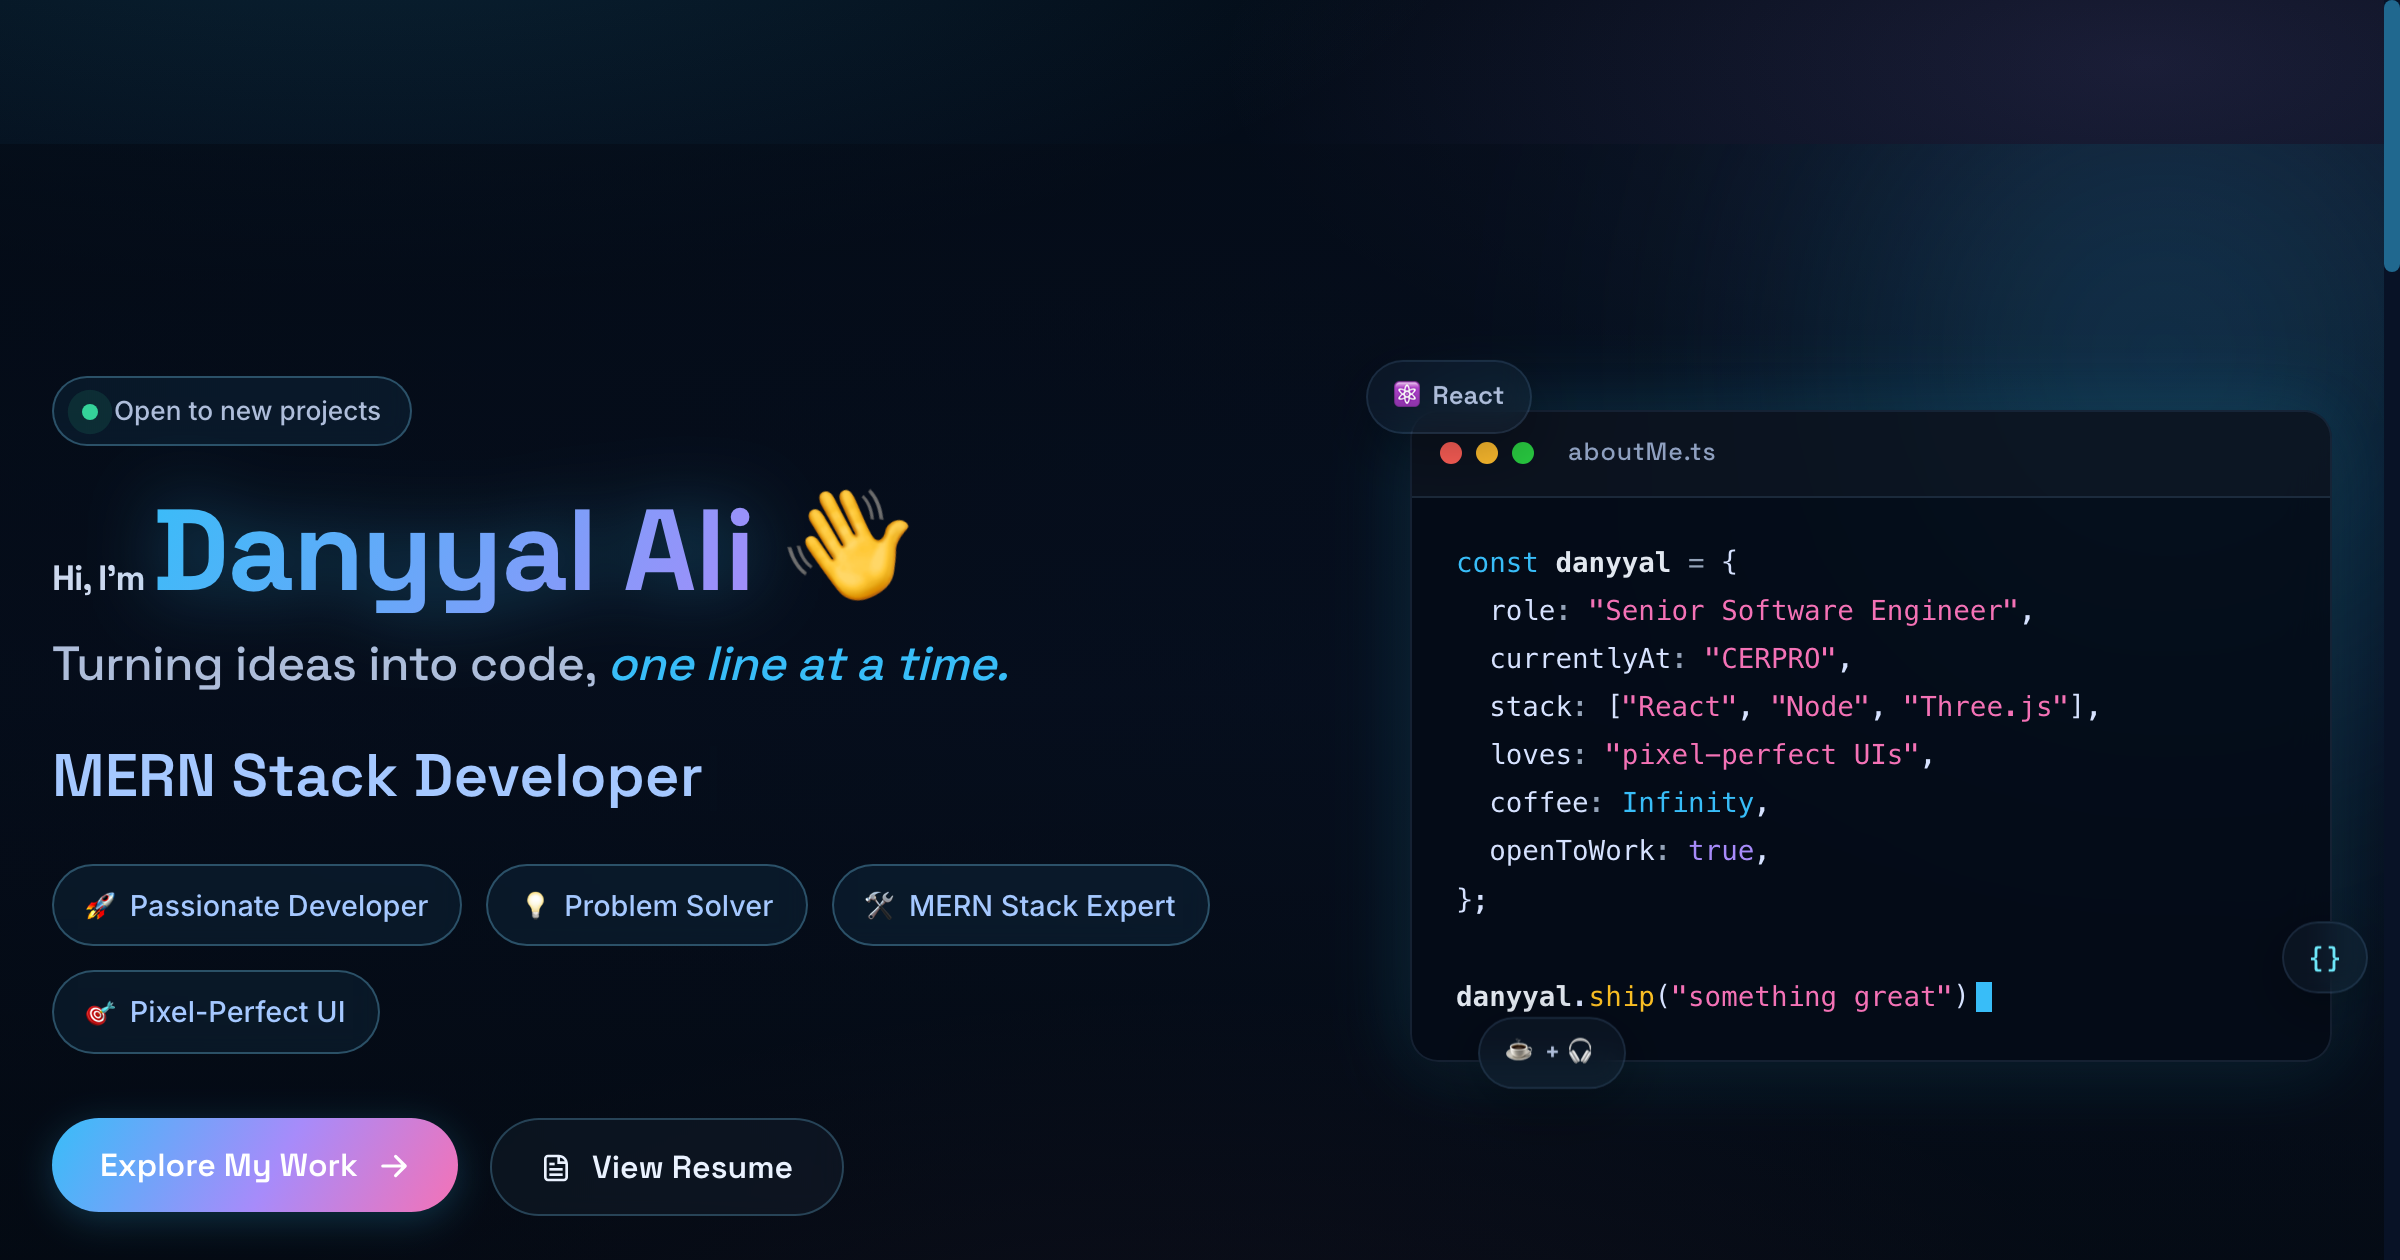 Open to new projects
Hi, I'm Danyyal Ali 👋
Turning ideas into code, one line at a time.
MERN Stack Developer
🚀 Passionate Developer
💡 Problem Solver
🛠️ MERN Stack Expert
🎯 Pixel-Perfect UI
Explore My Work →
View Resume
⚛️ React
aboutMe.ts
const danyyal = {
  role: "Senior Software Engineer",
  currentlyAt: "CERPRO",
  stack: ["React", "Node", "Three.js"],
  loves: "pixel-perfect UIs",
  coffee: Infinity,
  openToWork: true,
};
{}
danyyal.ship("something great")
☕ + 🎧